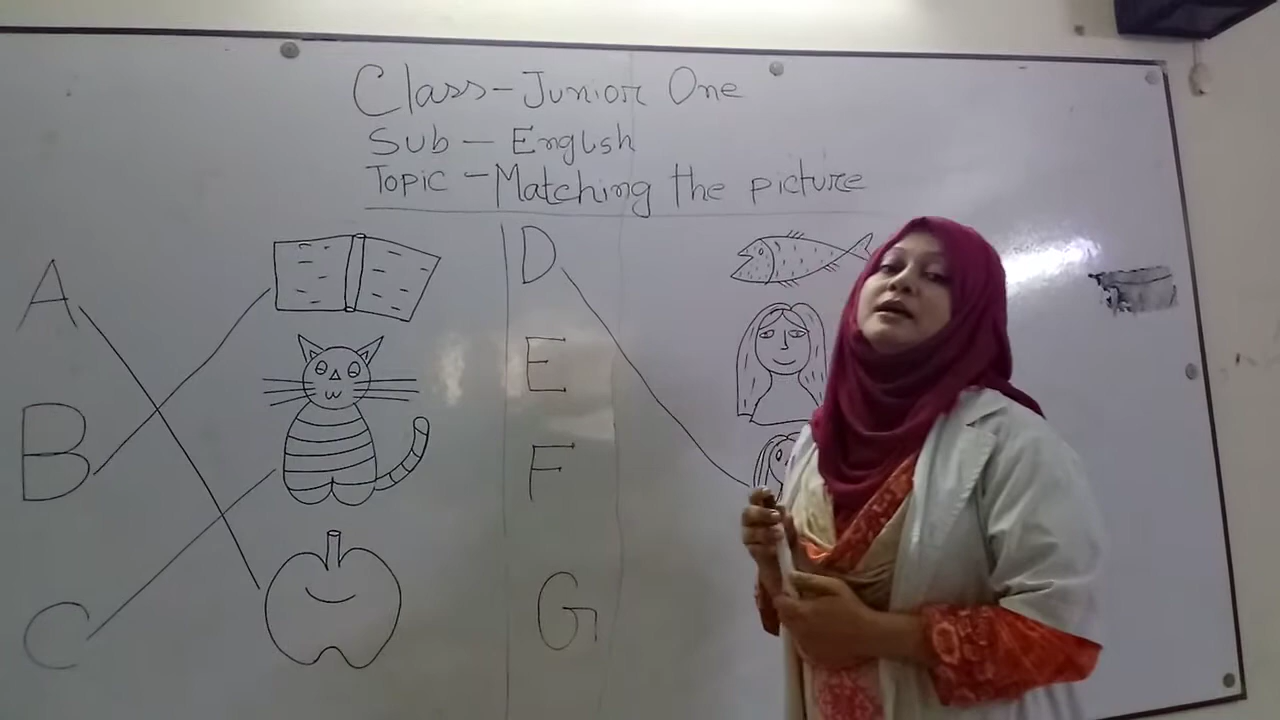 Class-Junior One
Sub - English
Topic - Matching the picture
A
B
C
D
E
F
G